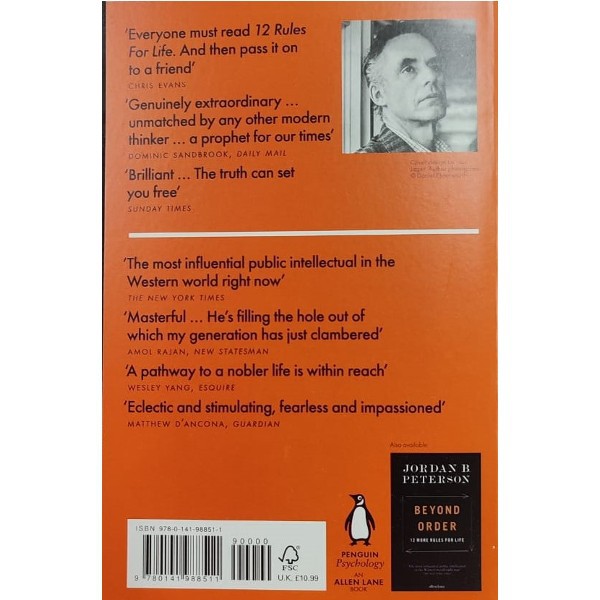 ‘Everyone must read 12 Rules
For Life. And then pass it on
to a friend’
CHRIS EVANS
‘Genuinely extraordinary ...
unmatched by any other modern
thinker ... a prophet for our times’
DOMINIC SANDBROOK, DAILY MAIL
‘Brilliant ... The truth can set
you free’
SUNDAY TIMES
‘The most influential public intellectual in the
Western world right now’
THE NEW YORK TIMES
‘Masterful ... He’s filling the hole out of
which my generation has just clambered’
AMOL RAJAN, NEW STATESMAN
‘A pathway to a nobler life is within reach’
WESLEY YANG, ESQUIRE
‘Eclectic and stimulating, fearless and impassioned’
MATTHEW D’ANCONA, GUARDIAN
Also available:
JORDAN B
PETERSON
BEYOND
ORDER
12 MORE RULES FOR LIFE
ISBN 978-0-141-98851-1
90000
9 780141 988511
FSC
U.K. £10.99
PENGUIN
Psychology
AN
ALLEN LANE
BOOK